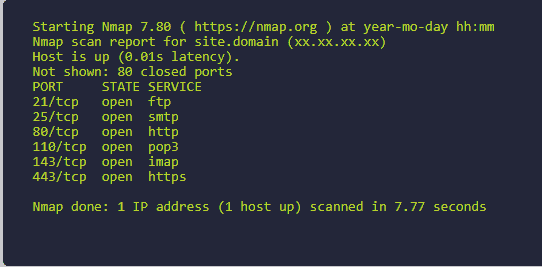 Starting Nmap 7.80 ( https://nmap.org ) at year-mo-day hh:mm
Nmap scan report for site.domain (xx.xx.xx.xx)
Host is up (0.01s latency).
Not shown: 80 closed ports
PORT STATE SERVICE
21/tcp open ftp
25/tcp open smtp
80/tcp open http
110/tcp open pop3
143/tcp open imap
443/tcp open https
Nmap done: 1 IP address (1 host up) scanned in 7.77 seconds